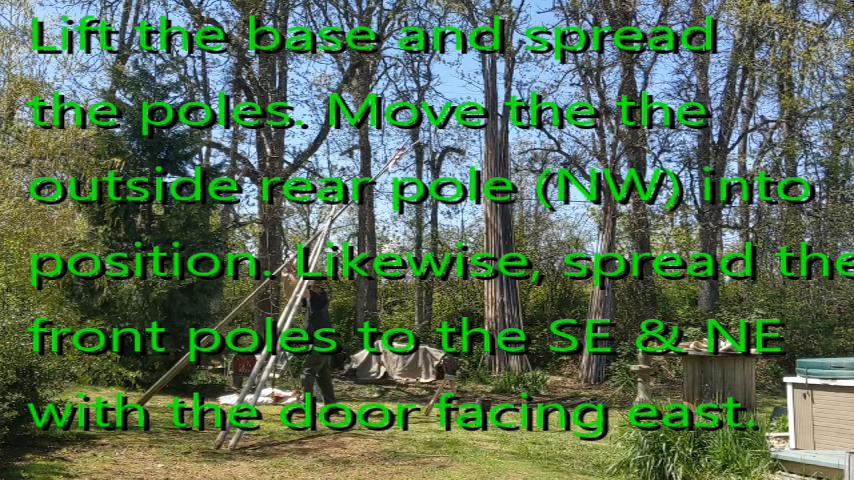 Lift the base and spread
the poles. Move the the
outside rear pole (NW) into
position. Likewise, spread the
front poles to the SE & NE
with the door facing east.